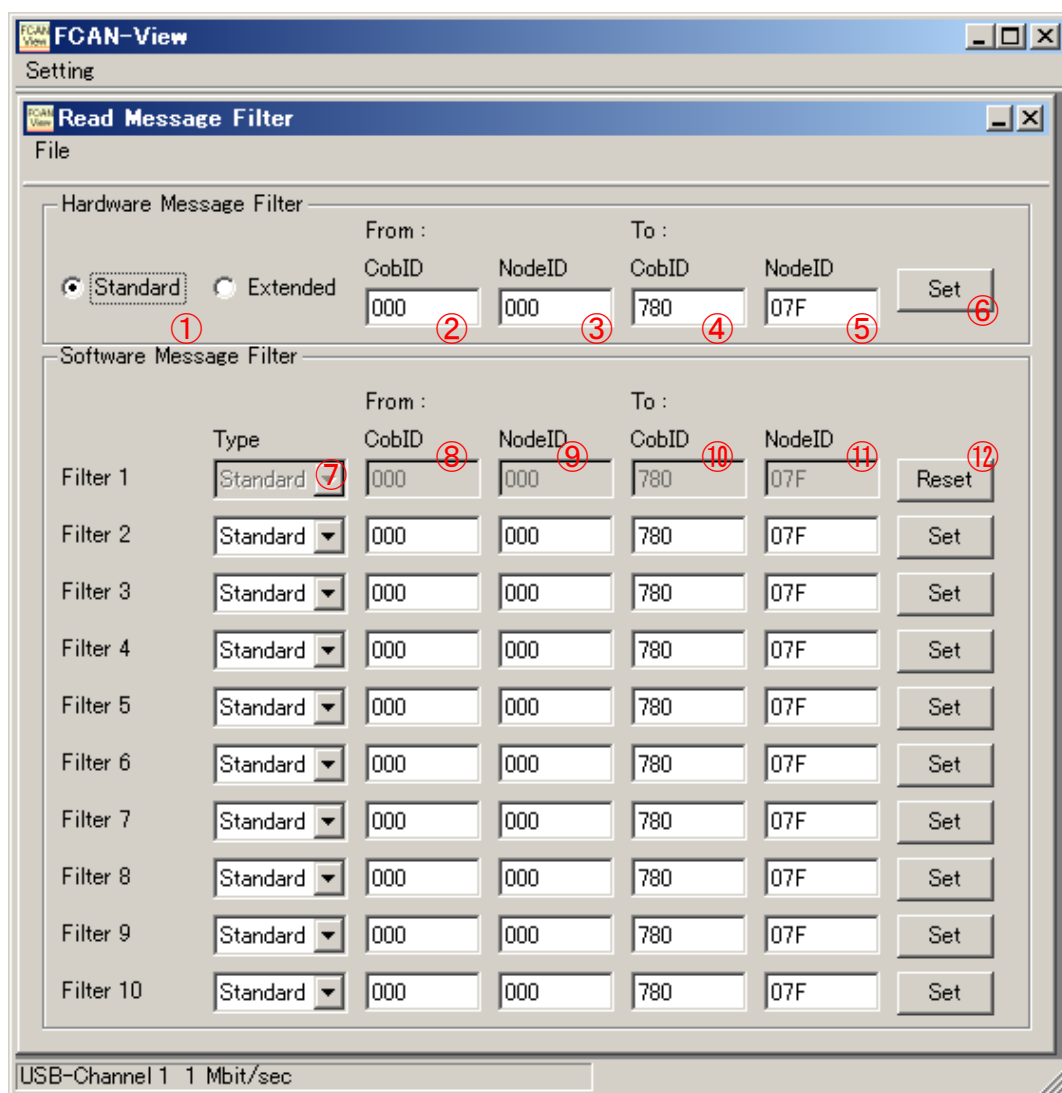 FCAN-View
Setting
Read Message Filter
File
Hardware Message Filter
From : To :
CobID NodeID CobID NodeID
Standard Extended 000 000 780 07F Set
① ② ③ ④ ⑤ ⑥
Software Message Filter
From : To :
Type CobID NodeID CobID NodeID
⑦ ⑧ ⑨ ⑩ ⑪ ⑫
Filter 1 Standard 000 000 780 07F Reset
Filter 2 Standard 000 000 780 07F Set
Filter 3 Standard 000 000 780 07F Set
Filter 4 Standard 000 000 780 07F Set
Filter 5 Standard 000 000 780 07F Set
Filter 6 Standard 000 000 780 07F Set
Filter 7 Standard 000 000 780 07F Set
Filter 8 Standard 000 000 780 07F Set
Filter 9 Standard 000 000 780 07F Set
Filter 10 Standard 000 000 780 07F Set
USB-Channel 1 1 Mbit/sec